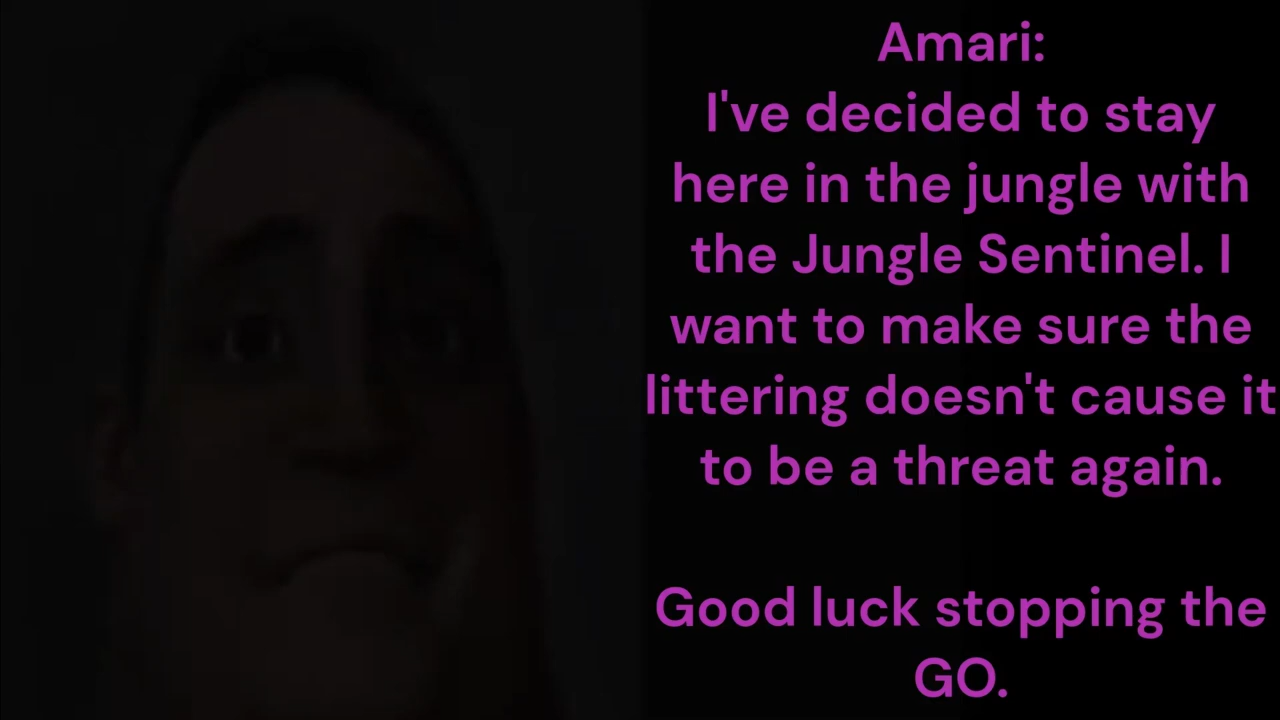 Amari:
I've decided to stay
here in the jungle with
the Jungle Sentinel. I
want to make sure the
littering doesn't cause it
to be a threat again.
Good luck stopping the
GO.